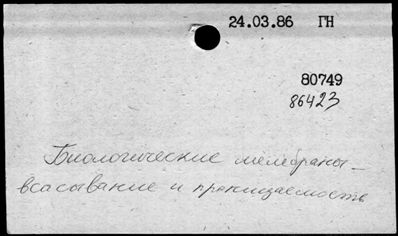 24.03.86 ГН
80749
86423
Биологические мембраны –
всасывание и проницаемость